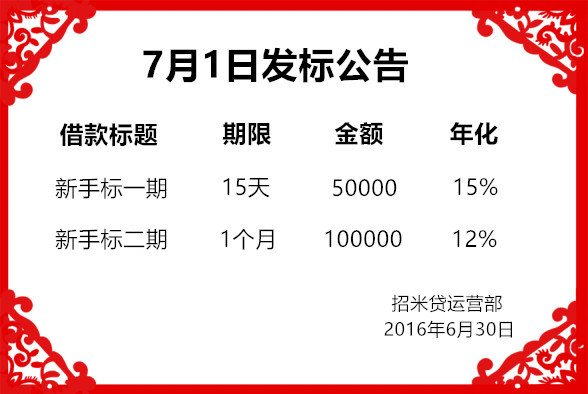 7月1日发标公告
借款标题 期限 金额 年化
新手标一期 15天 50000 15%
新手标二期 1个月 100000 12%
招米贷运营部
2016年6月30日